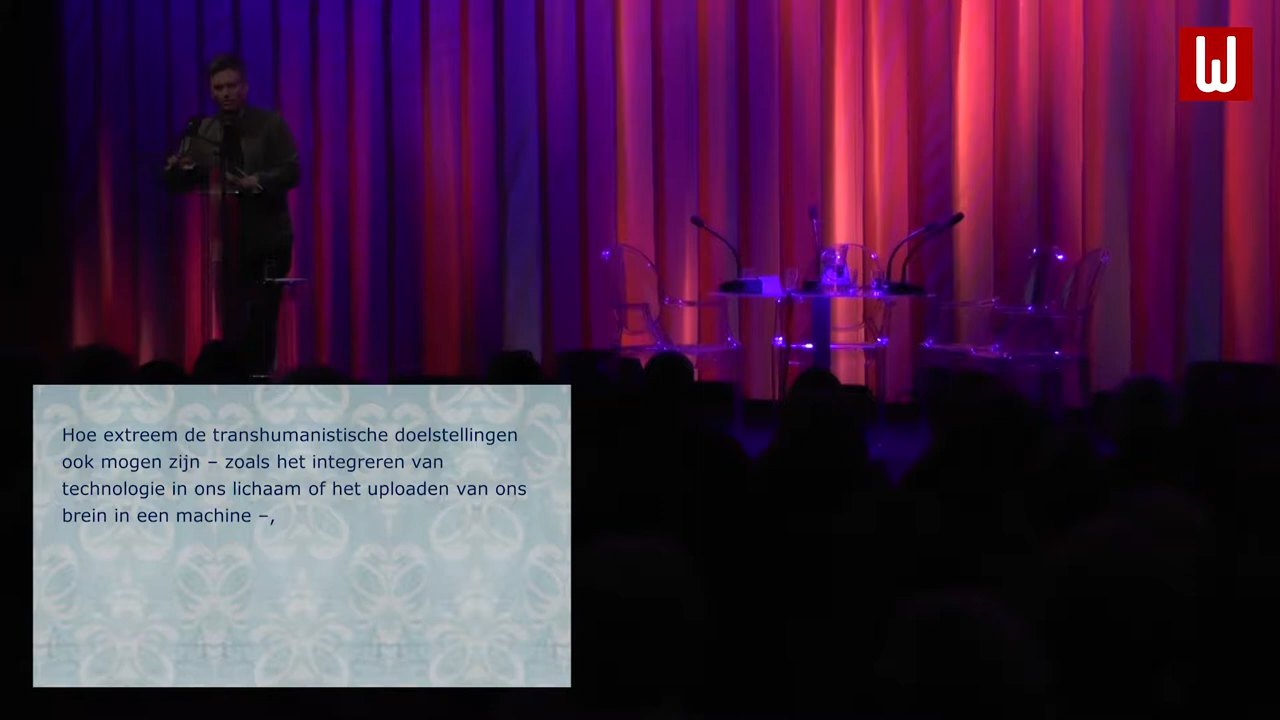 W
Hoe extreem de transhumanistische doelstellingen
ook mogen zijn – zoals het integreren van
technologie in ons lichaam of het uploaden van ons
brein in een machine –,